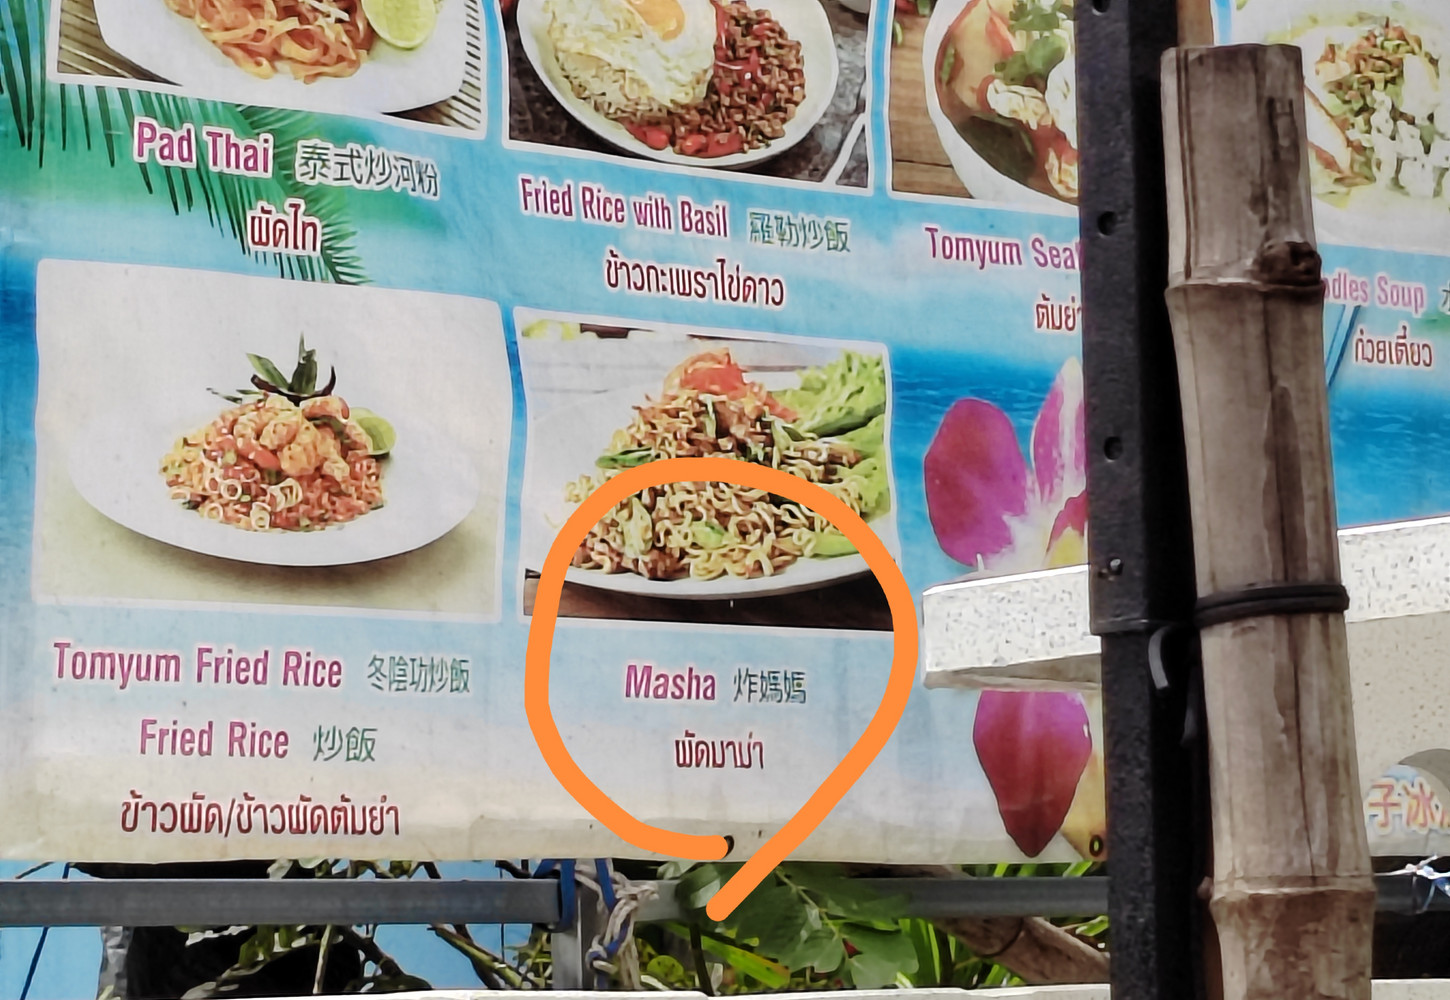 Pad Thai 泰式炒河粉
ผัดไท
Fried Rice with Basil 羅勒炒飯
ข้าวกะเพราไข่ดาว
Tomyum
odles Soup
ก๋วยเตี๋ยว
Tomyum Fried Rice 冬陰功炒飯
Fried Rice 炒飯
ข้าวผัด/ข้าวผัดต้มยำ
Masha 炸媽媽
ผัดมาม่า
子冰